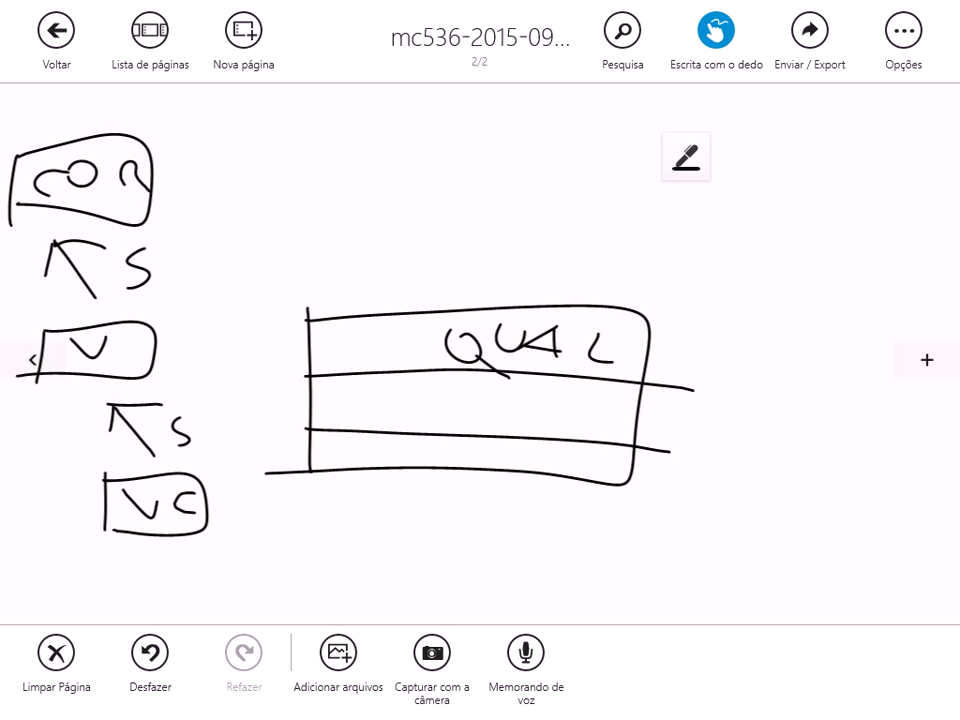 mc536-2015-09...
2/2
Voltar
Lista de páginas
Nova página
Pesquisa
Escrita com o dedo
Enviar / Export
Opções
COR
S
V
S
VC
QUAL
Limpar Página
Desfazer
Refazer
Adicionar arquivos
Capturar com a
câmera
Memorando de
voz